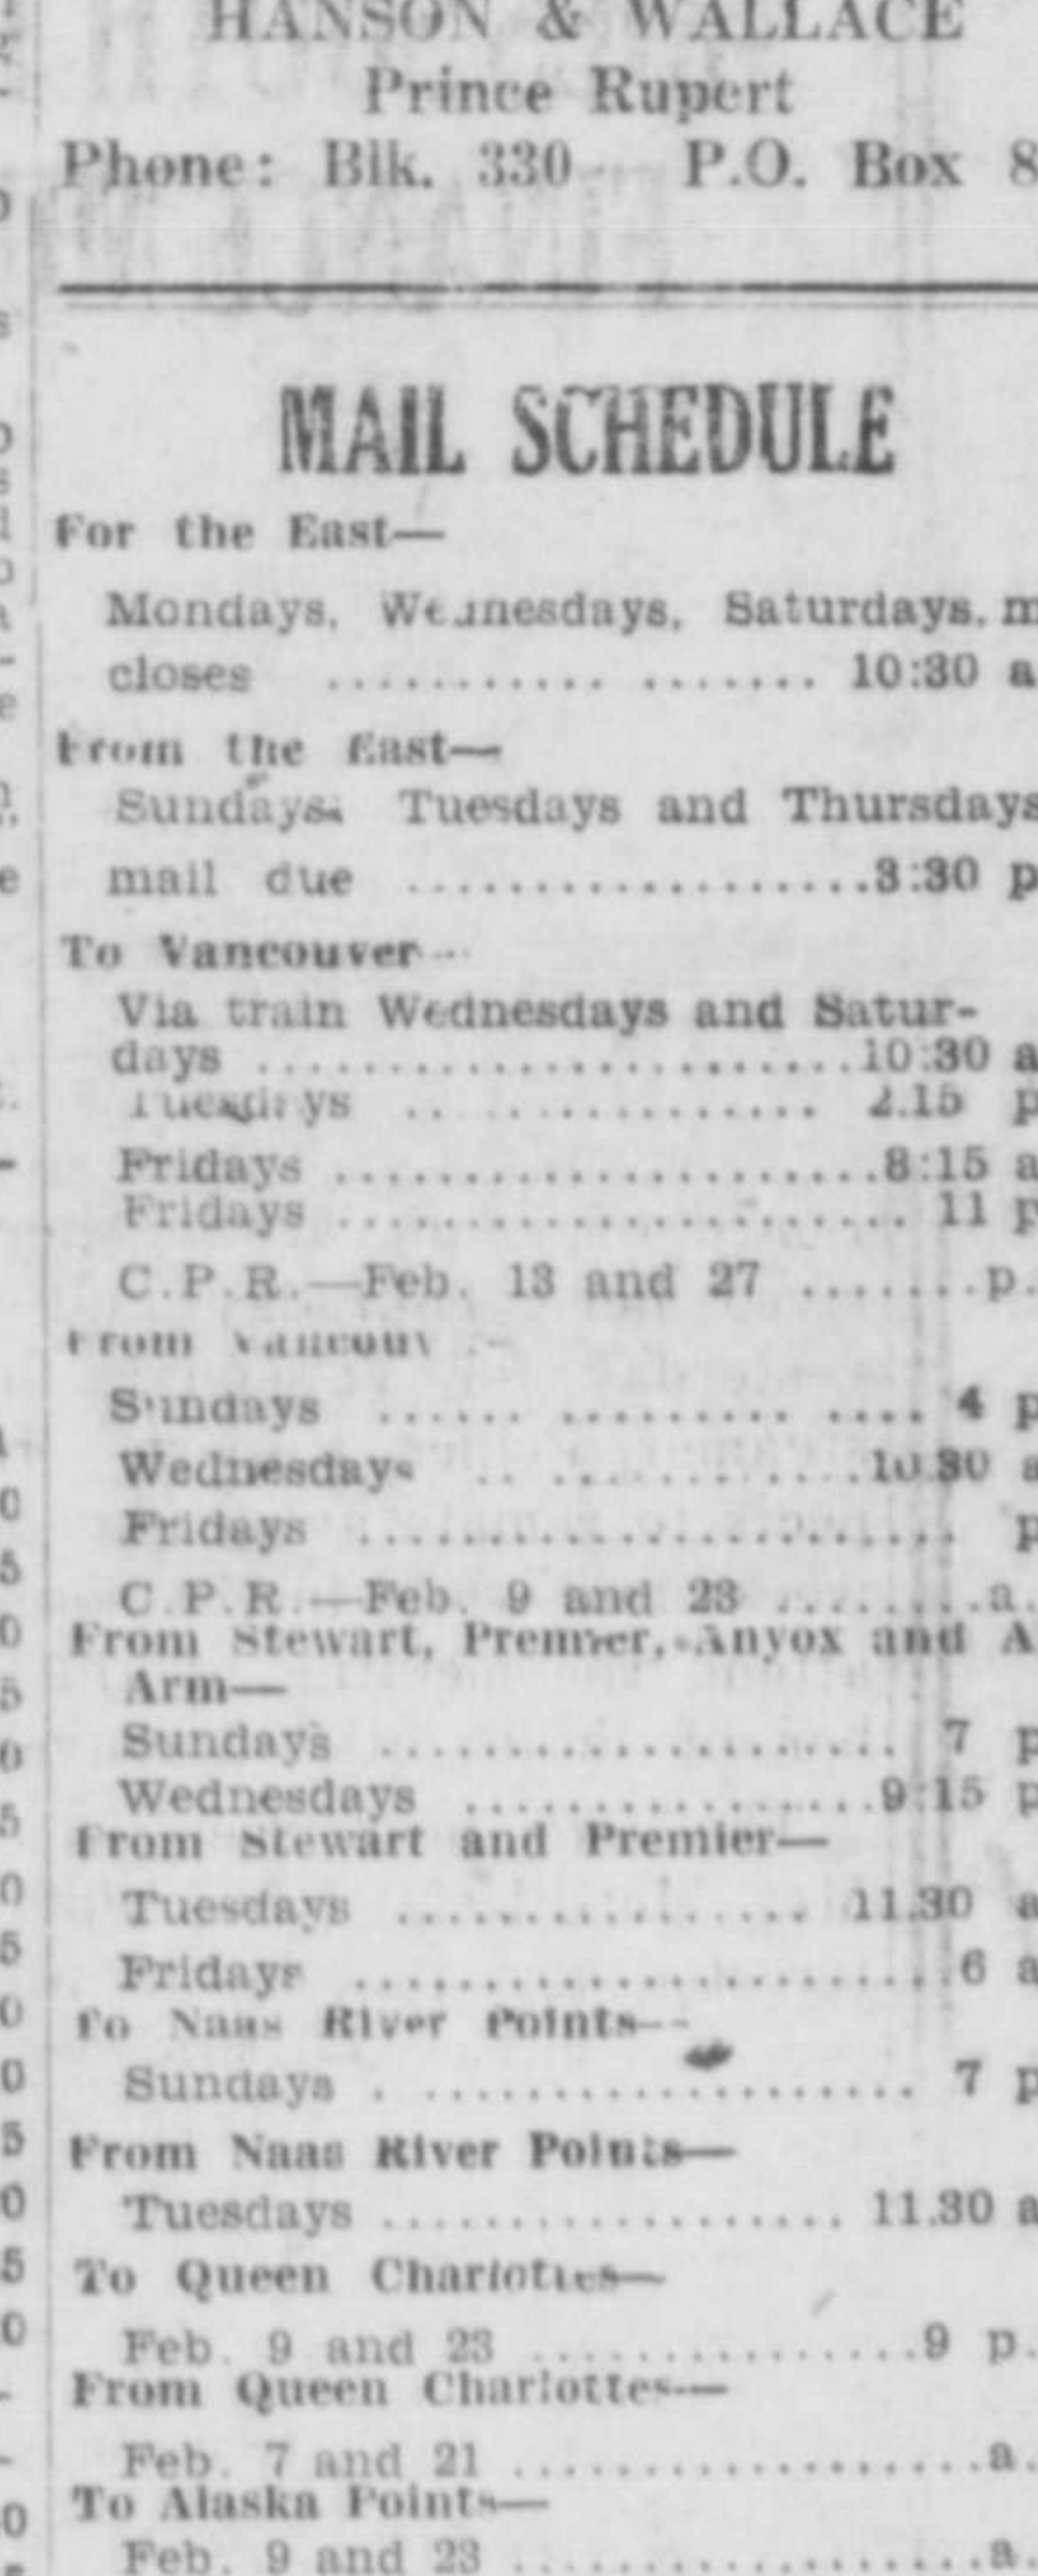 HANSON & WALLACE
Prince Rupert
Phone: Blk. 330 P.O. Box 8
MAIL SCHEDULE
For the East—
Mondays, Wednesdays, Saturdays, m
closes .................. 10:30 a
From the East—
Sundays, Tuesdays and Thursdays
mail due ..................3:30 p
To Vancouver—
Via train Wednesdays and Satur-
days .......................10:30 a
Tuesdays .................. 2.15 p
Fridays .....................8:15 a
Fridays ...................... 11 p
C.P.R.—Feb. 13 and 27 .......p.
From
Sundays ...... ......... .... 4 p
Wednesdays .. ............10.30 a
Fridays ........................ p
C.P.R.—Feb. 9 and 23 ........a.
From Stewart, Premier, Anyox and A
Arm—
Sundays .................... 7 p
Wednesdays ................9:15 p
From Stewart and Premier—
Tuesdays ................ 11.30 a
Fridays .......................6 a
To Naas River Points—
Sundays . ................... 7 p
From Naas River Points—
Tuesdays .................. 11.30 a
To Queen Charlottes—
Feb. 9 and 23 ...............9 p.
From Queen Charlottes—
Feb. 7 and 21 ..................a.
To Alaska Points—
Feb. 9 and 23 ..................a.